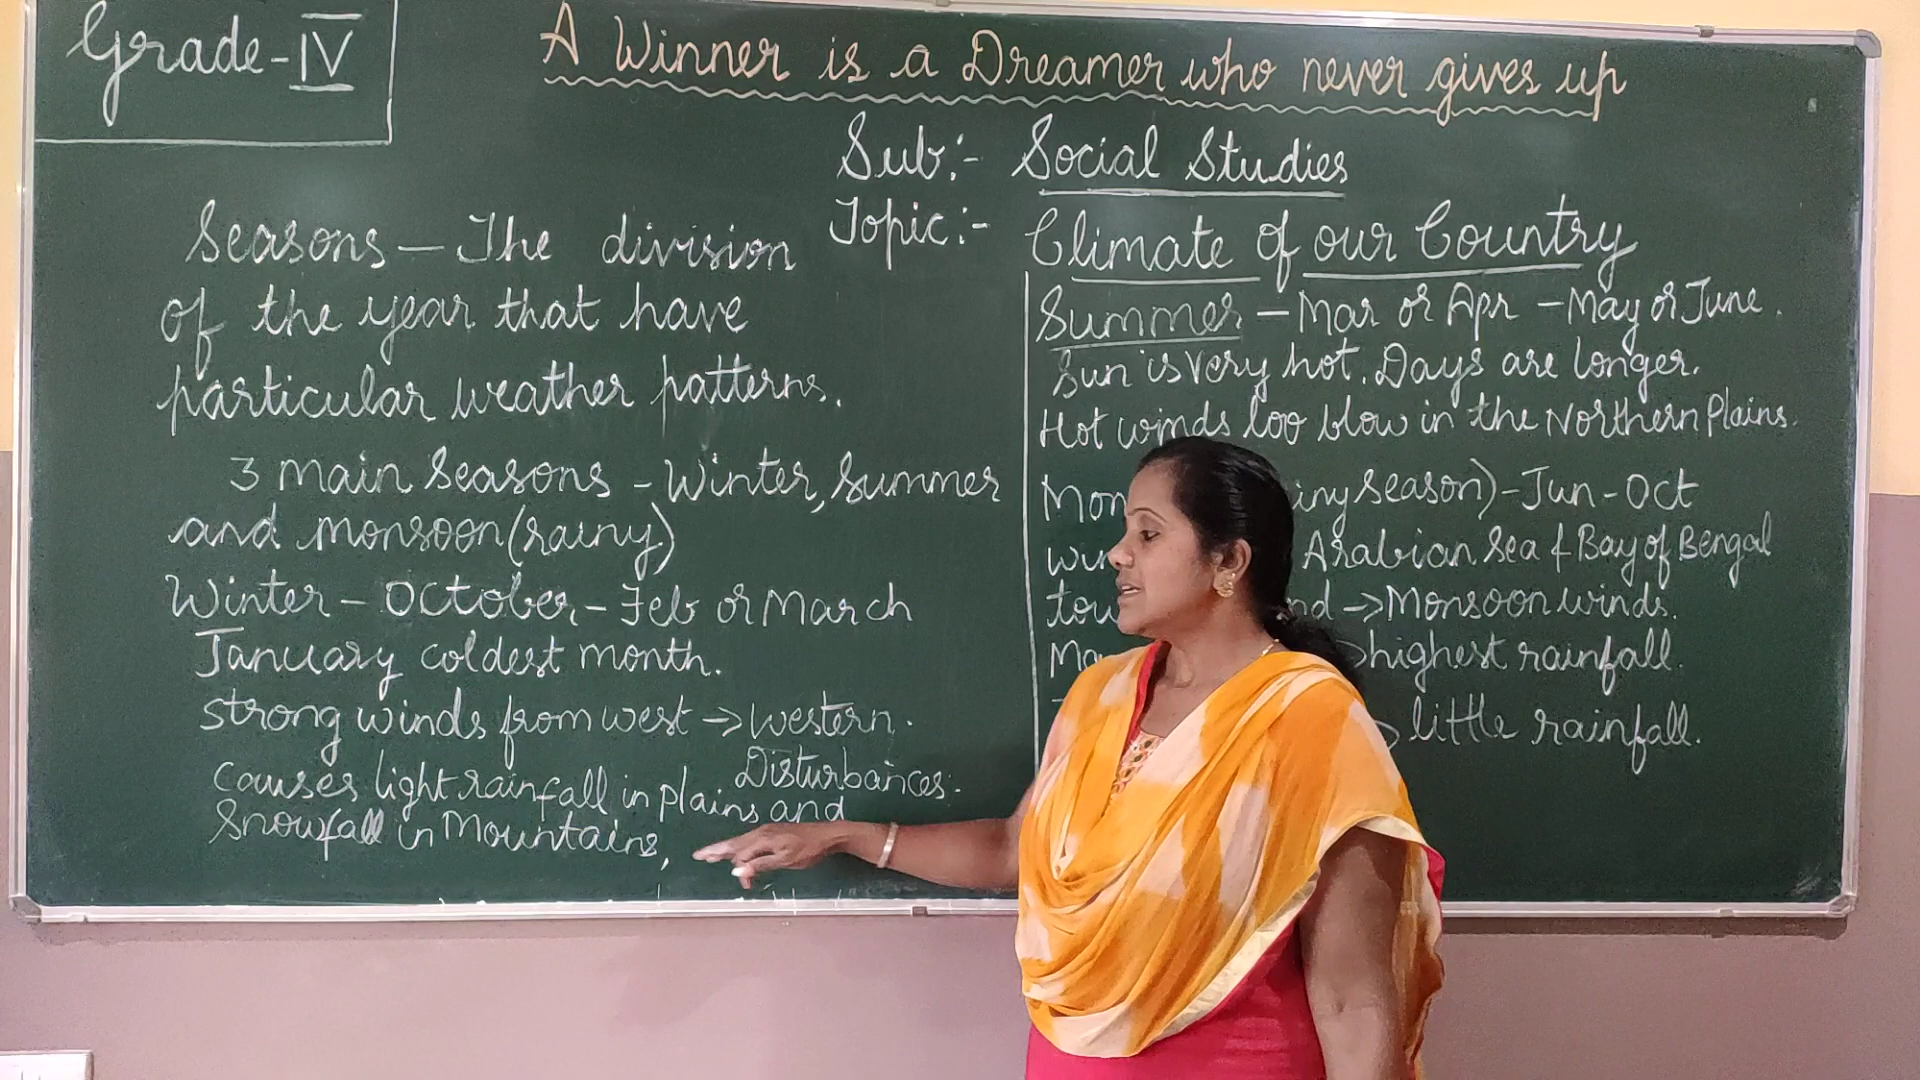 Grade-IV
A Winner is a Dreamer who never gives up
Sub:- Social Studies
Topic:- Climate of our Country
Seasons - The division
of the year that have
particular weather patterns.
3 main seasons - Winter, Summer
and monsoon (rainy)
Winter - October - Feb or March
January coldest month.
strong winds from west → western
Disturbances.
causes light rainfall in plains and
Snowfall in Mountains,
Summer - Mar or Apr - May or June.
Sun is very hot. Days are longer.
Hot winds loo blow in the Northern Plains.
season) - Jun - Oct
Arabian sea & Bay of Bengal
→ Monsoon winds.
highest rainfall.
little rainfall.